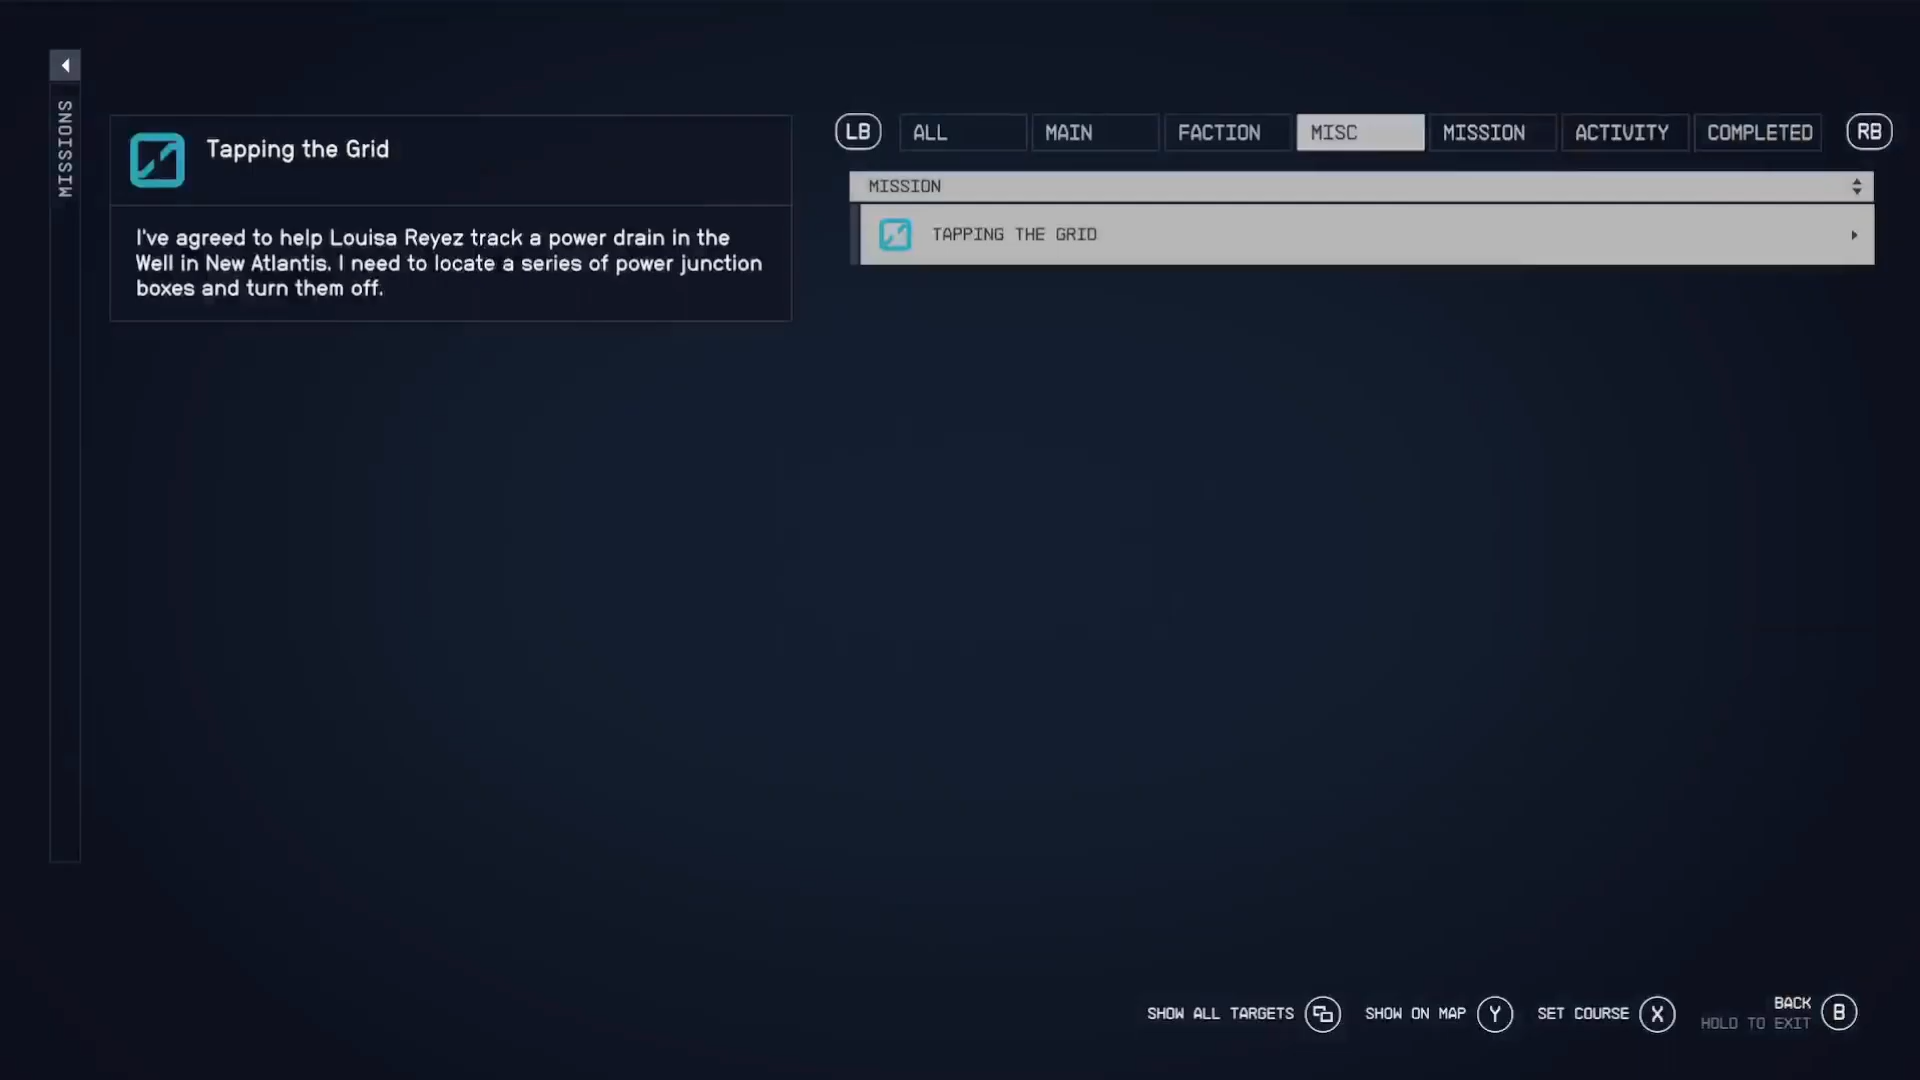 MISSIONS
Tapping the Grid
I've agreed to help Louisa Reyez track a power drain in the
Well in New Atlantis. I need to locate a series of power junction
boxes and turn them off.
LB ALL MAIN FACTION MISC MISSION ACTIVITY COMPLETED RB
MISSION
TAPPING THE GRID
SHOW ALL TARGETS SHOW ON MAP Y SET COURSE X BACK B
HOLD TO EXIT